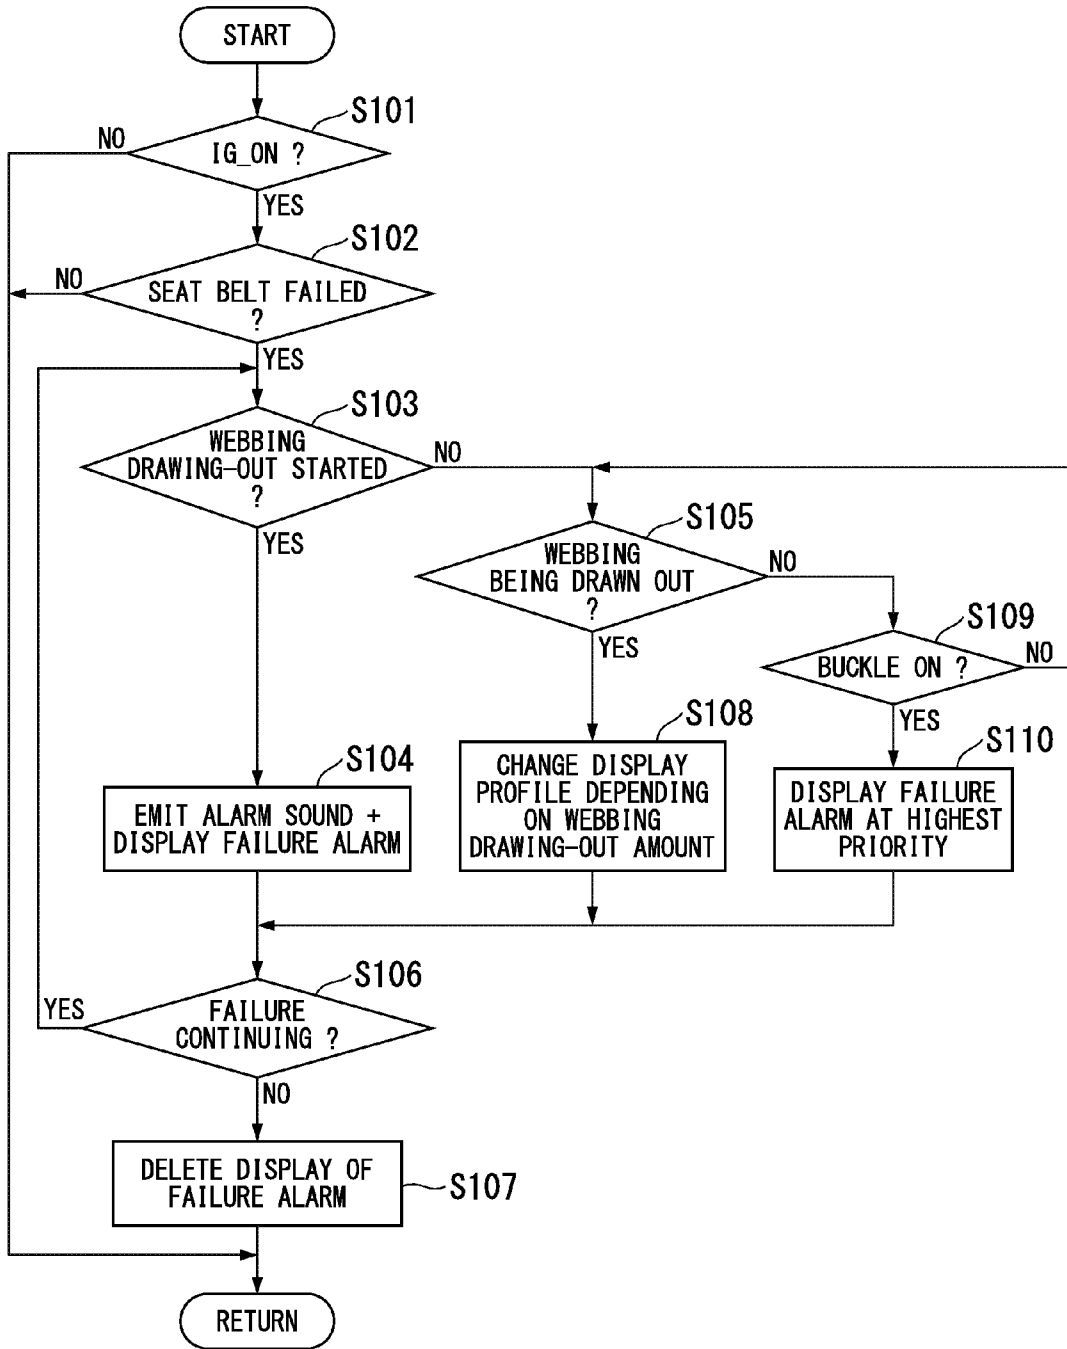 START
S101
NO
IG_ON ?
YES
S102
NO
SEAT BELT FAILED
?
YES
S103
WEBBING
DRAWING-OUT STARTED
?
NO
YES
S105
WEBBING
BEING DRAWN OUT
?
NO
YES
S109
BUCKLE ON ?
NO
YES
S104
EMIT ALARM SOUND +
DISPLAY FAILURE ALARM
S108
CHANGE DISPLAY
PROFILE DEPENDING
ON WEBBING
DRAWING-OUT AMOUNT
S110
DISPLAY FAILURE
ALARM AT HIGHEST
PRIORITY
S106
YES
FAILURE
CONTINUING ?
NO
DELETE DISPLAY OF
FAILURE ALARM
S107
RETURN